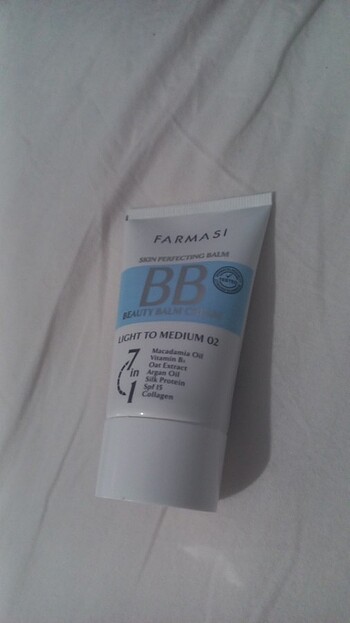 FARMASI
SKIN PERFECTING BALM
BB
BEAUTY BALM CREAM
LIGHT TO MEDIUM 02
7 in 1
Macadamia Oil
Vitamin B₅
Oat Extract
Argan Oil
Silk Protein
Spf 15
Collagen